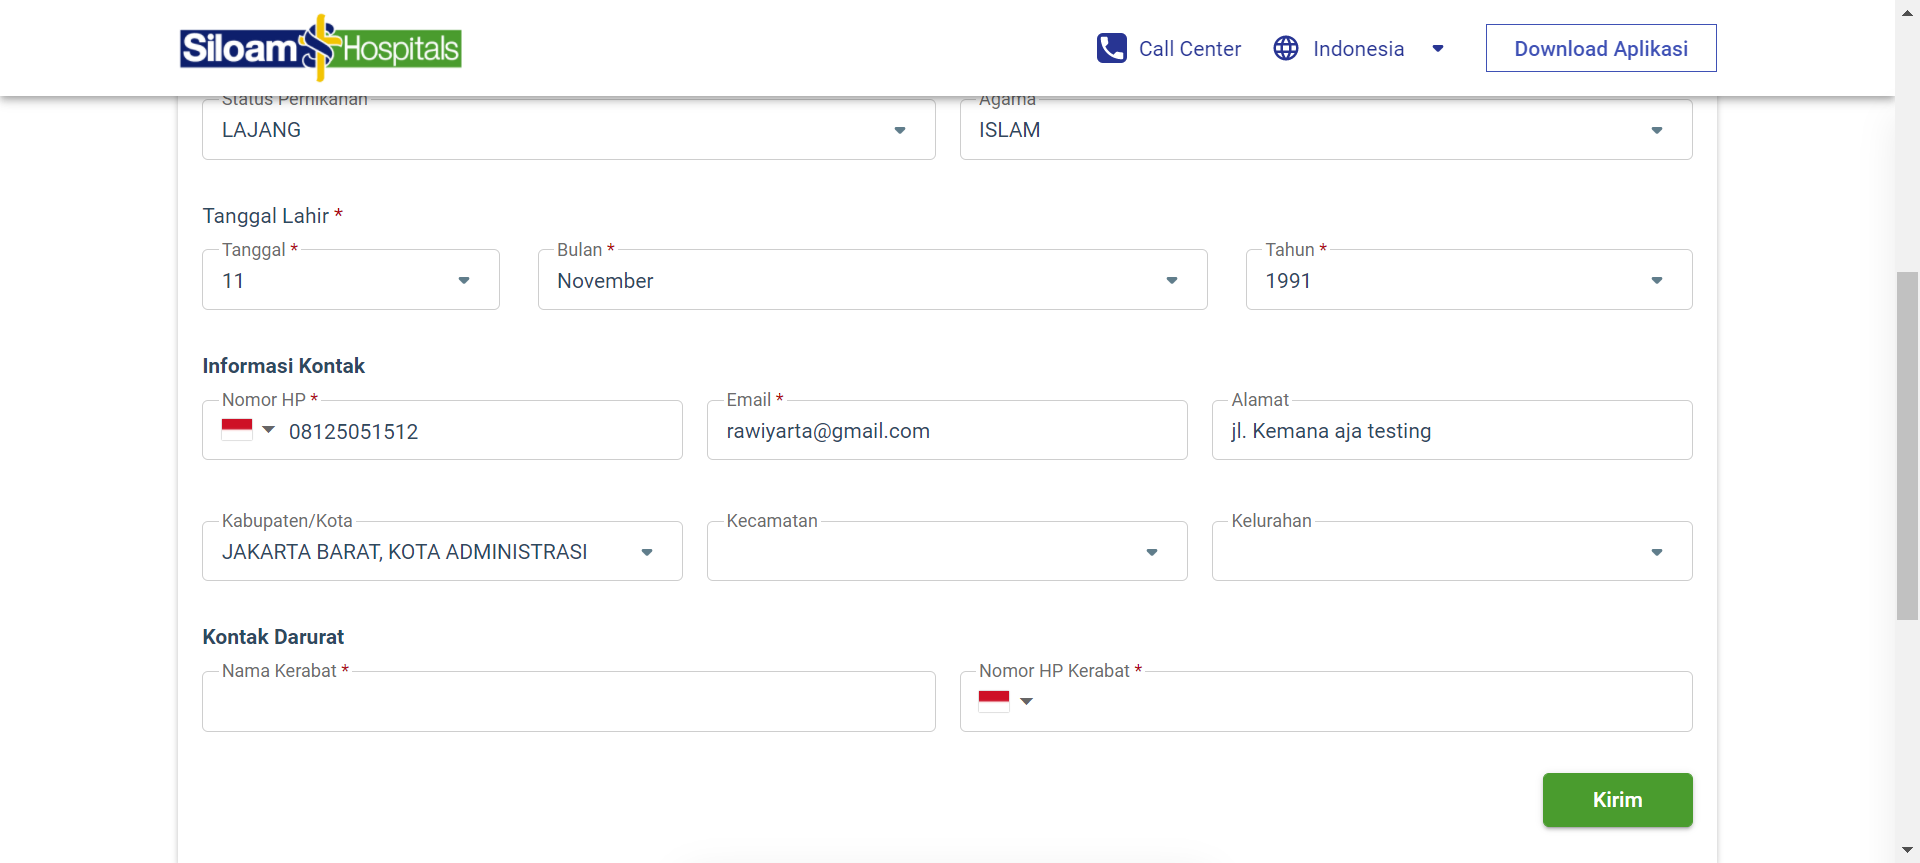 Siloam Hospitals
Call Center
Indonesia
Download Aplikasi
Status Pernikahan
Agama
LAJANG
ISLAM
Tanggal Lahir *
Tanggal *
Bulan *
Tahun *
11
November
1991
Informasi Kontak
Nomor HP *
Email *
Alamat
08125051512
rawiyarta@gmail.com
jl. Kemana aja testing
Kabupaten/Kota
Kecamatan
Kelurahan
JAKARTA BARAT, KOTA ADMINISTRASI
Kontak Darurat
Nama Kerabat *
Nomor HP Kerabat *
Kirim